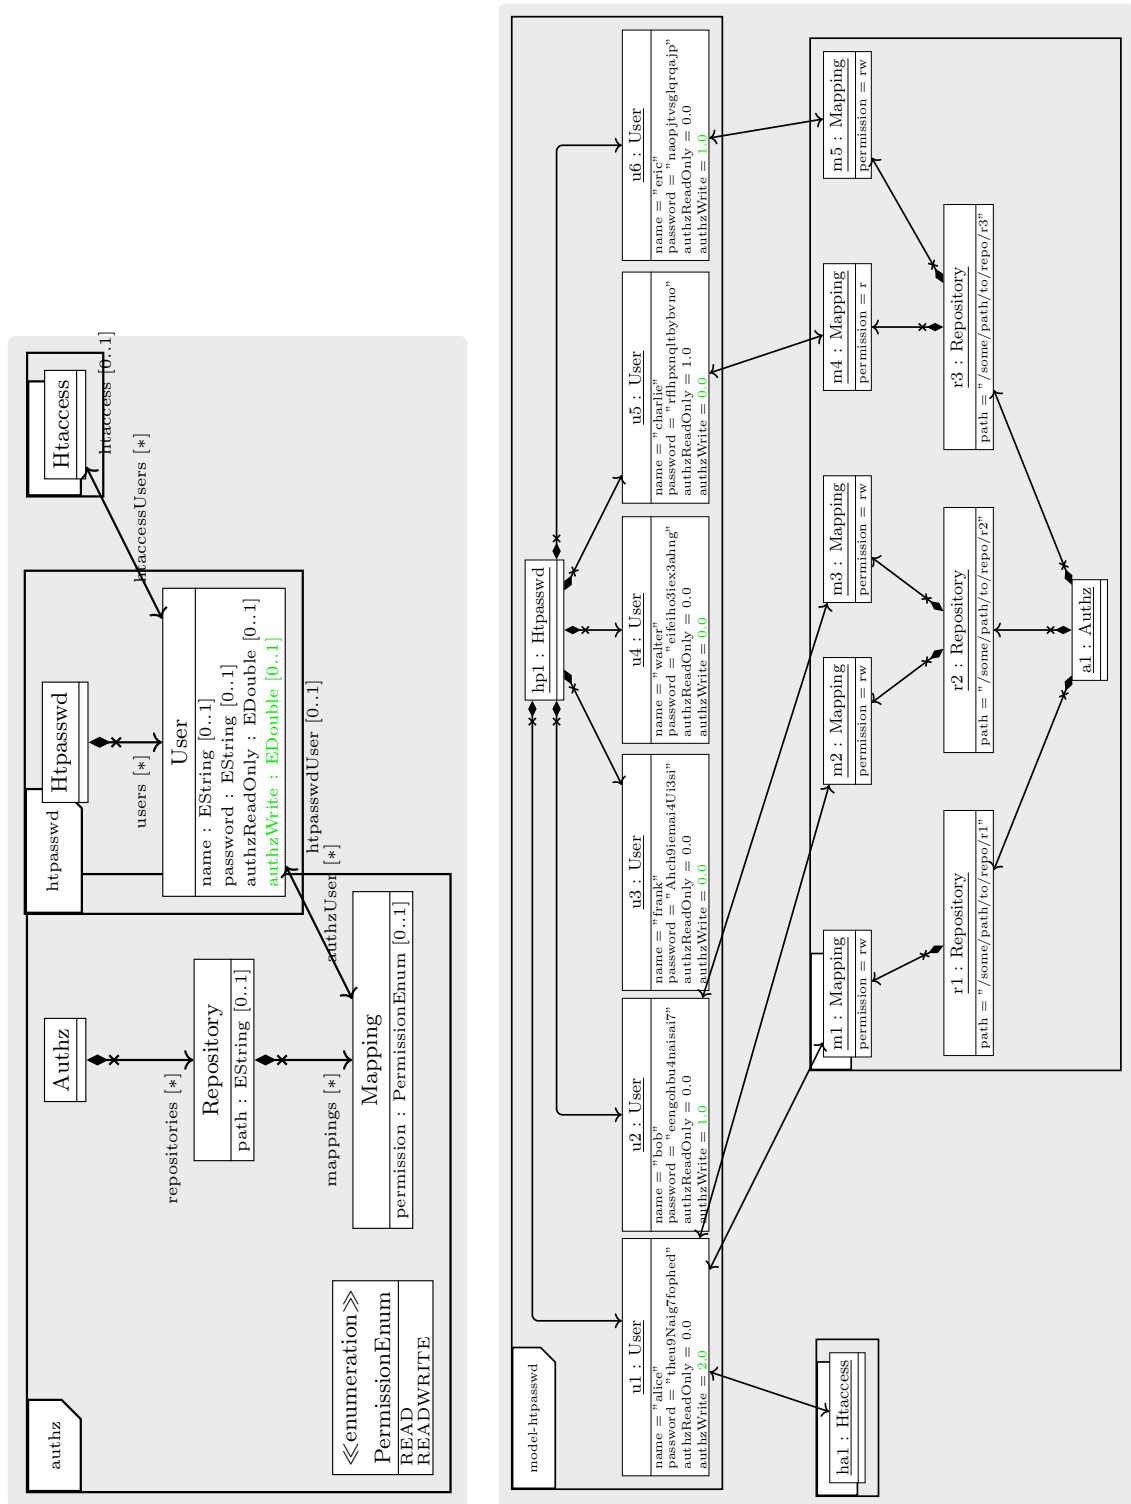 authz
Authz
repositories [*]
Repository
path : EString [0..1]
mappings [*]
Mapping
permission : PermissionEnum [0..1]
≪enumeration≫
PermissionEnum
READ
READWRITE
htpasswd
Htpasswd
users [*]
User
name : EString [0..1]
password : EString [0..1]
authzReadOnly : EDouble [0..1]
authzWrite : EDouble [0..1]
htpasswdUser [0..1]
authzUser [*]
Htaccess
htaccess [0..1]
htaccessUsers [*]
model-htpasswd
hp1 : Htpasswd
u1 : User
name = "alice"
password = "theu9Naig7fophed"
authzReadOnly = 0.0
authzWrite = 2.0
u2 : User
name = "bob"
password = "eengohbu4naisai7"
authzReadOnly = 0.0
authzWrite = 1.0
u3 : User
name = "frank"
password = "Ahch9iemai4Ui3si"
authzReadOnly = 0.0
authzWrite = 0.0
u4 : User
name = "walter"
password = "eifeiho3iex3ahng"
authzReadOnly = 0.0
authzWrite = 0.0
u5 : User
name = "charlie"
password = "rflhpxnqltbybvno"
authzReadOnly = 1.0
authzWrite = 0.0
u6 : User
name = "eric"
password = "naopjtvsglqrqajp"
authzReadOnly = 0.0
authzWrite = 1.0
ha1 : Htaccess
m1 : Mapping
permission = rw
m2 : Mapping
permission = rw
m3 : Mapping
permission = rw
m4 : Mapping
permission = r
m5 : Mapping
permission = rw
r1 : Repository
path = "/some/path/to/repo/r1"
r2 : Repository
path = "/some/path/to/repo/r2"
r3 : Repository
path = "/some/path/to/repo/r3"
a1 : Authz